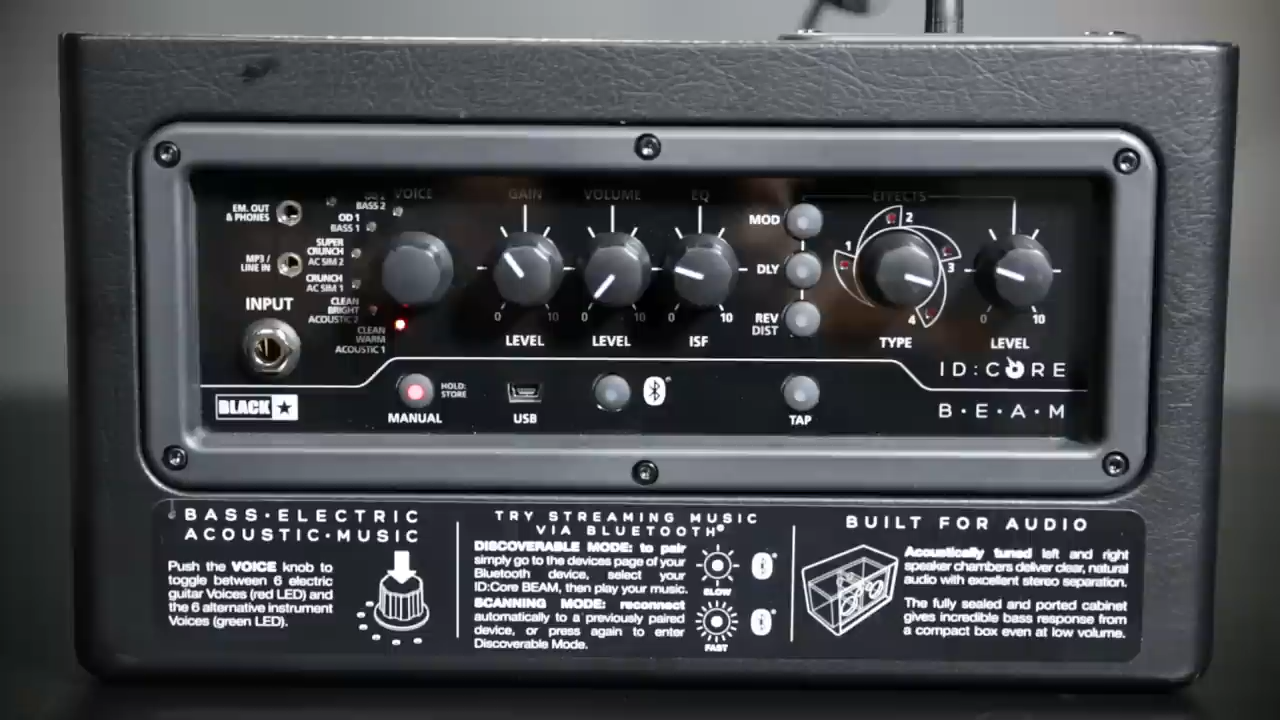 VOICE
GAIN
VOLUME
EQ
EFFECTS
EM. OUT
& PHONES
BASS 2
OD 1
BASS 1
MOD
1
2
3
4
SUPER
CRUNCH
AC SIM 2
MP3 /
LINE IN
DLY
CRUNCH
AC SIM 1
INPUT
CLEAN
BRIGHT
ACOUSTIC 2
0 10
0 10
0 10
REV
DIST
0 10
CLEAN
WARM
ACOUSTIC 1
LEVEL
LEVEL
ISF
TYPE
LEVEL
ID:CORE
BLACK★
HOLD:
STORE
MANUAL
USB
TAP
B·E·A·M
BASS·ELECTRIC
ACOUSTIC·MUSIC
Push the VOICE knob to
toggle between 6 electric
guitar Voices (red LED) and
the 6 alternative instrument
Voices (green LED).
TRY STREAMING MUSIC
VIA BLUETOOTH®
DISCOVERABLE MODE: to pair
simply go to the devices page of your
Bluetooth device, select your
ID:Core BEAM, then play your music.
SCANNING MODE: reconnect
automatically to a previously paired
device, or press again to enter
Discoverable Mode.
SLOW
FAST
BUILT FOR AUDIO
Acoustically tuned left and right
speaker chambers deliver clear, natural
audio with excellent stereo separation.
The fully sealed and ported cabinet
gives incredible bass response from
a compact box even at low volume.